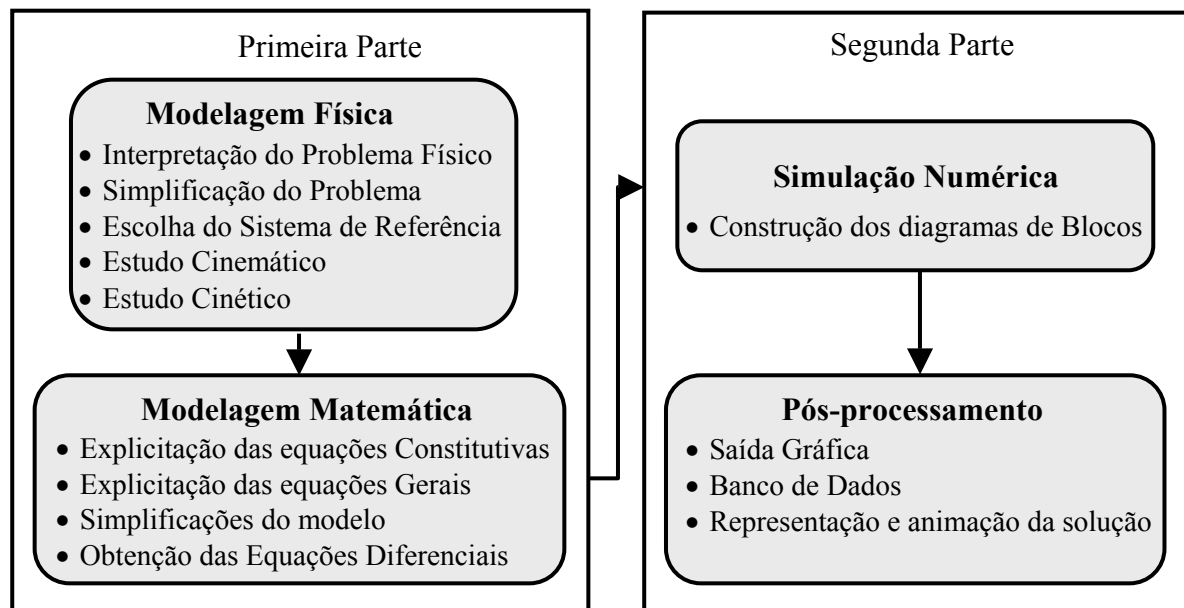 Primeira Parte
Modelagem Física
• Interpretação do Problema Físico
• Simplificação do Problema
• Escolha do Sistema de Referência
• Estudo Cinemático
• Estudo Cinético
Modelagem Matemática
• Explicitação das equações Constitutivas
• Explicitação das equações Gerais
• Simplificações do modelo
• Obtenção das Equações Diferenciais
Segunda Parte
Simulação Numérica
• Construção dos diagramas de Blocos
Pós-processamento
• Saída Gráfica
• Banco de Dados
• Representação e animação da solução